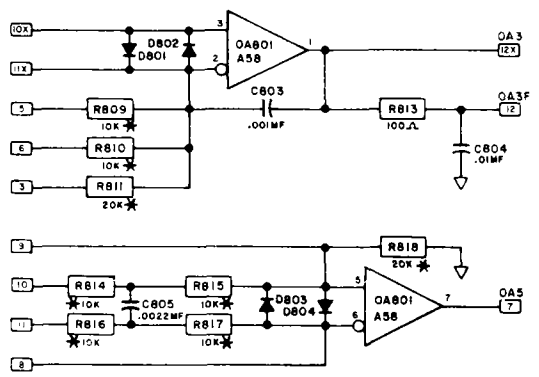 10X
3
OA801
A58
1
OA3
12X
D802
D801
11X
2
C803
.001MF
OA3F
12
5
R809
10K*
R813
100Ω
6
R810
10K*
C804
.01MF
3
R811
20K*
9
R818
20K*
10
R814
*10K
R815
10K*
5
OA801
A58
7
OA5
7
C805
.0022MF
D803
D804
11
R816
*10K
R817
10K*
6
8